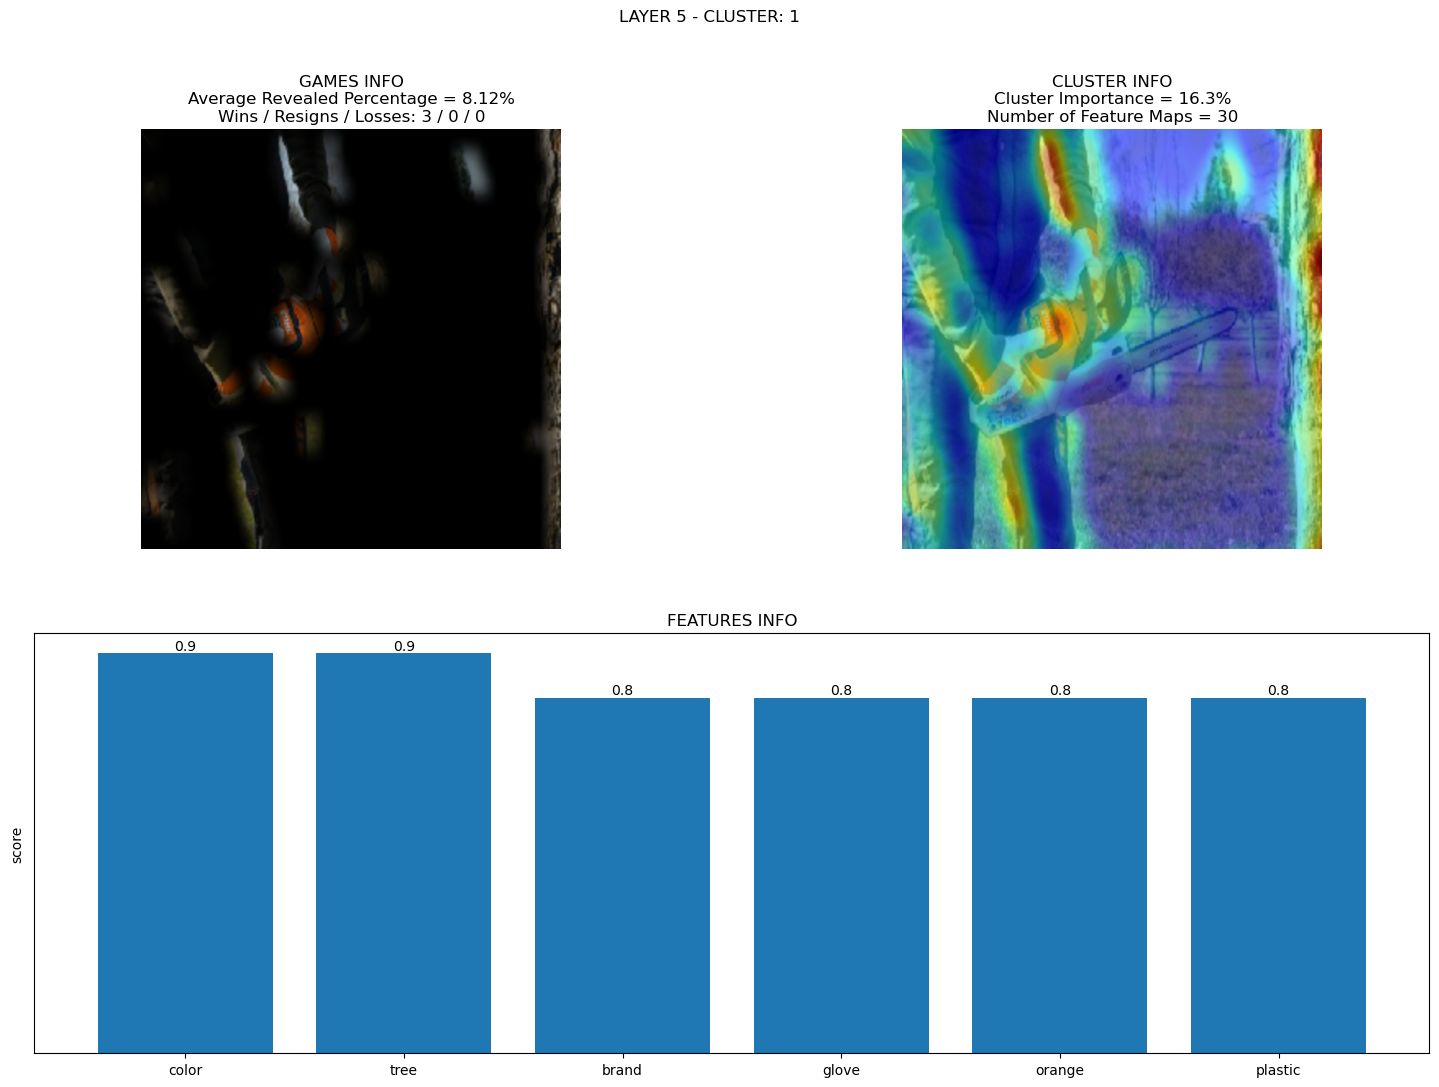 LAYER 5 - CLUSTER: 1
GAMES INFO
Average Revealed Percentage = 8.12%
Wins / Resigns / Losses: 3 / 0 / 0
CLUSTER INFO
Cluster Importance = 16.3%
Number of Feature Maps = 30
FEATURES INFO
score
0.9
0.9
0.8
0.8
0.8
0.8
color
tree
brand
glove
orange
plastic